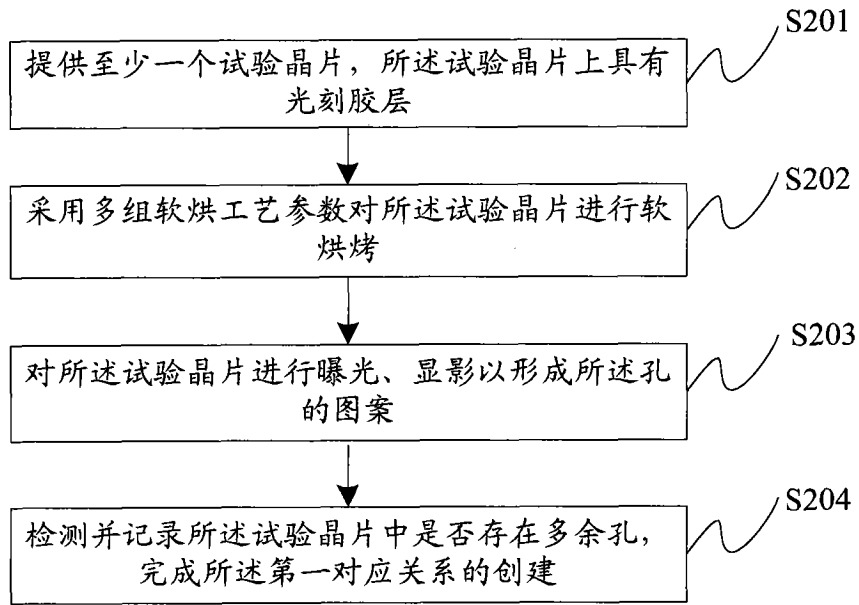 S201
提供至少一个试验晶片，所述试验晶片上具有
光刻胶层
S202
采用多组软烘工艺参数对所述试验晶片进行软
烘烤
S203
对所述试验晶片进行曝光、显影以形成所述孔
的图案
S204
检测并记录所述试验晶片中是否存在多余孔，
完成所述第一对应关系的创建